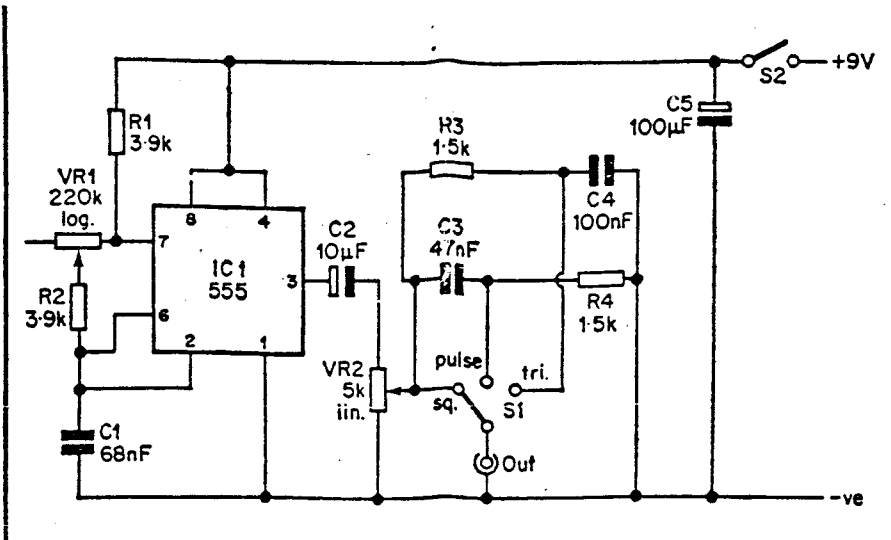 +9V
S2
C5
100µF
R1
3·9k
R3
1·5k
C4
100nF
VR1
220k
log.
8
4
7
C2
10µF
C3
47nF
IC1
555
3
R4
1·5k
R2
3·9k
6
2
1
VR2
5k
iin.
pulse
tri.
sq.
S1
C1
68nF
Out
-ve